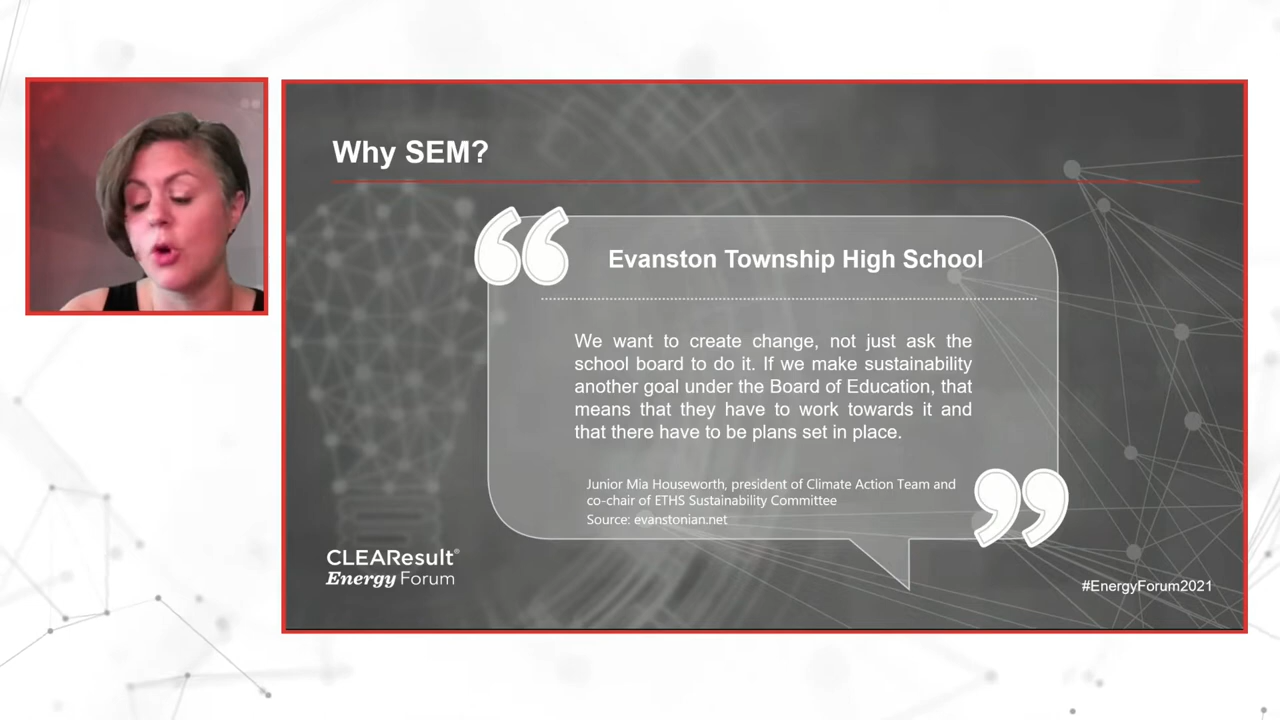 Why SEM?
Evanston Township High School
We want to create change, not just ask the
school board to do it. If we make sustainability
another goal under the Board of Education, that
means that they have to work towards it and
that there have to be plans set in place.
Junior Mia Houseworth, president of Climate Action Team and
co-chair of ETHS Sustainability Committee
Source: evanstonian.net
CLEAResult®
Energy Forum
#EnergyForum2021